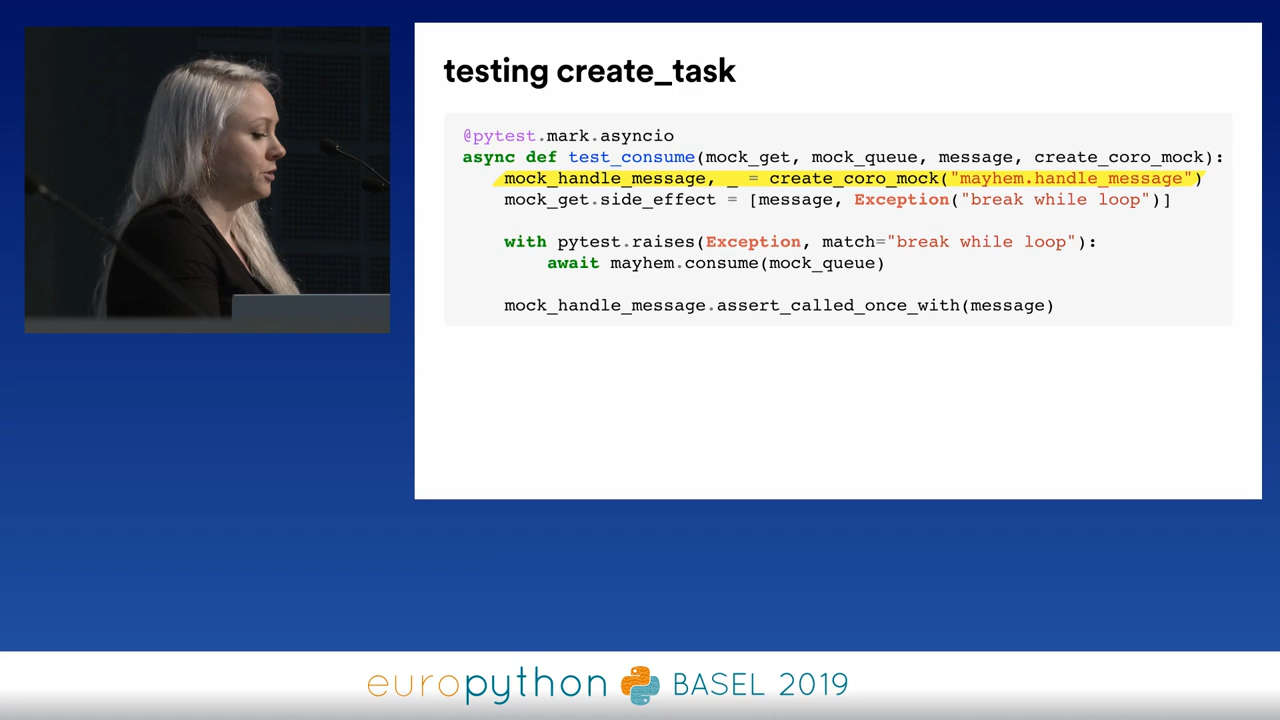 testing create_task
@pytest.mark.asyncio
async def test_consume(mock_get, mock_queue, message, create_coro_mock):
    mock_handle_message, _ = create_coro_mock("mayhem.handle_message")
    mock_get.side_effect = [message, Exception("break while loop")]
    with pytest.raises(Exception, match="break while loop"):
        await mayhem.consume(mock_queue)
    mock_handle_message.assert_called_once_with(message)
europython BASEL 2019